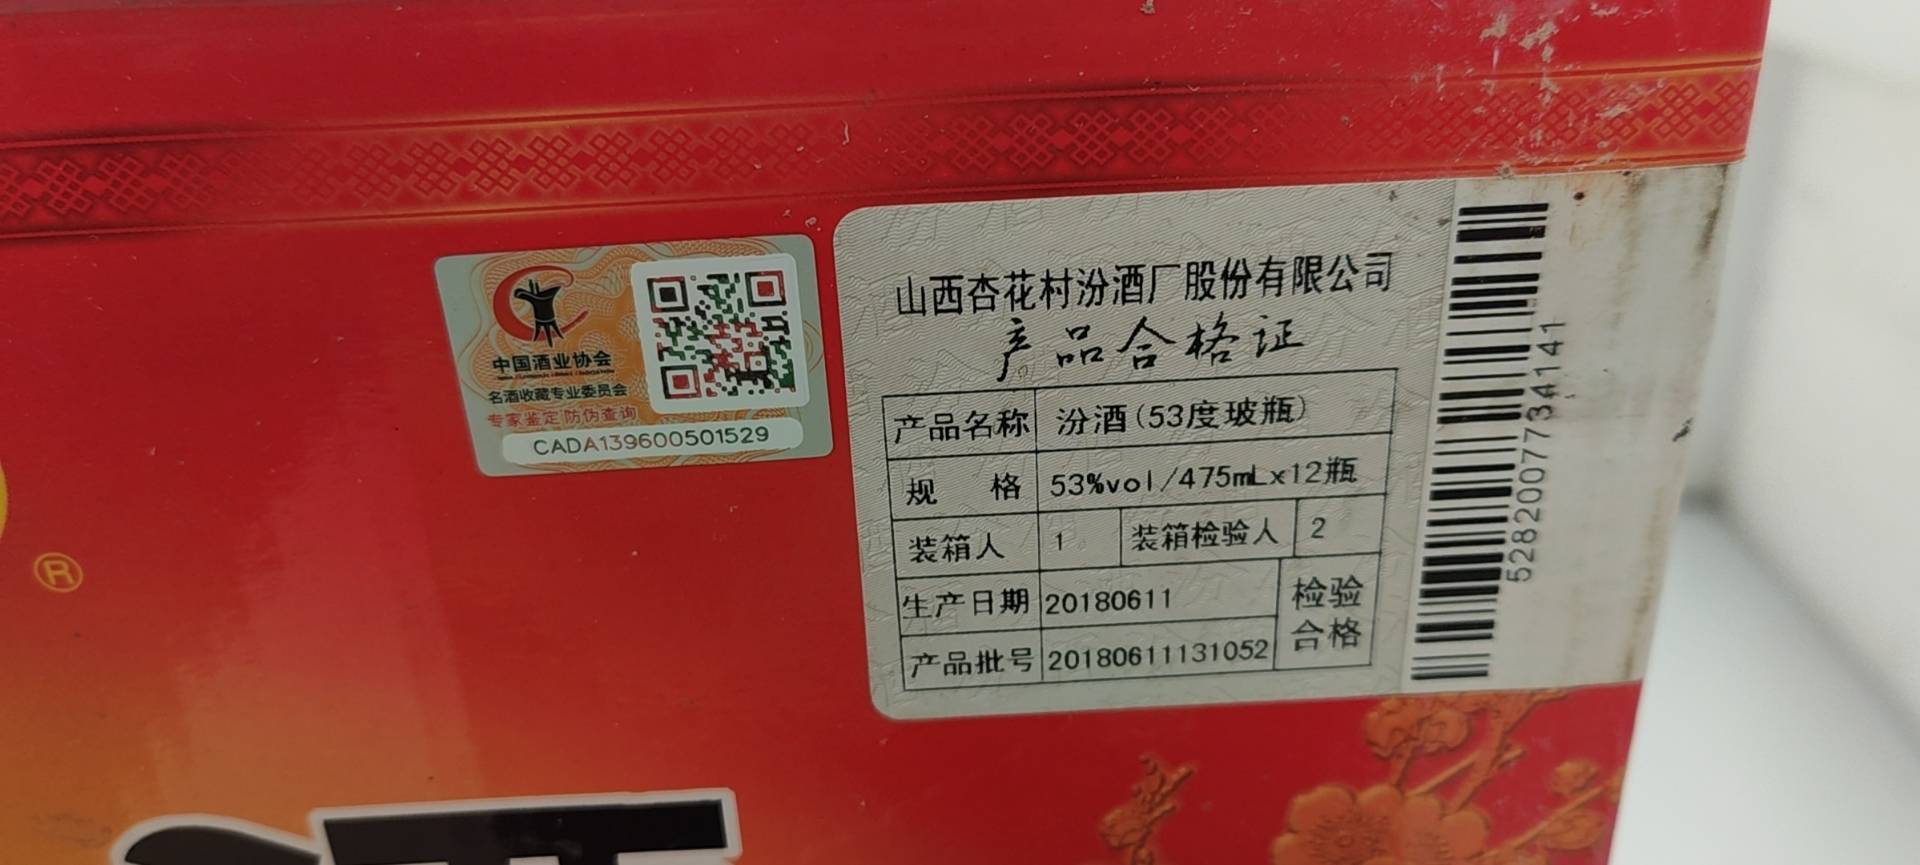 ®
中国酒业协会
名酒收藏专业委员会
专家鉴定 防伪查询
CADA139600501529
山西杏花村汾酒厂股份有限公司
产品合格证
产品名称 汾酒(53度玻瓶)
规 格 53%vol/475mL×12瓶
装箱人 1 装箱检验人 2
生产日期 20180611 检验
产品批号 20180611131052 合格
5282007734141